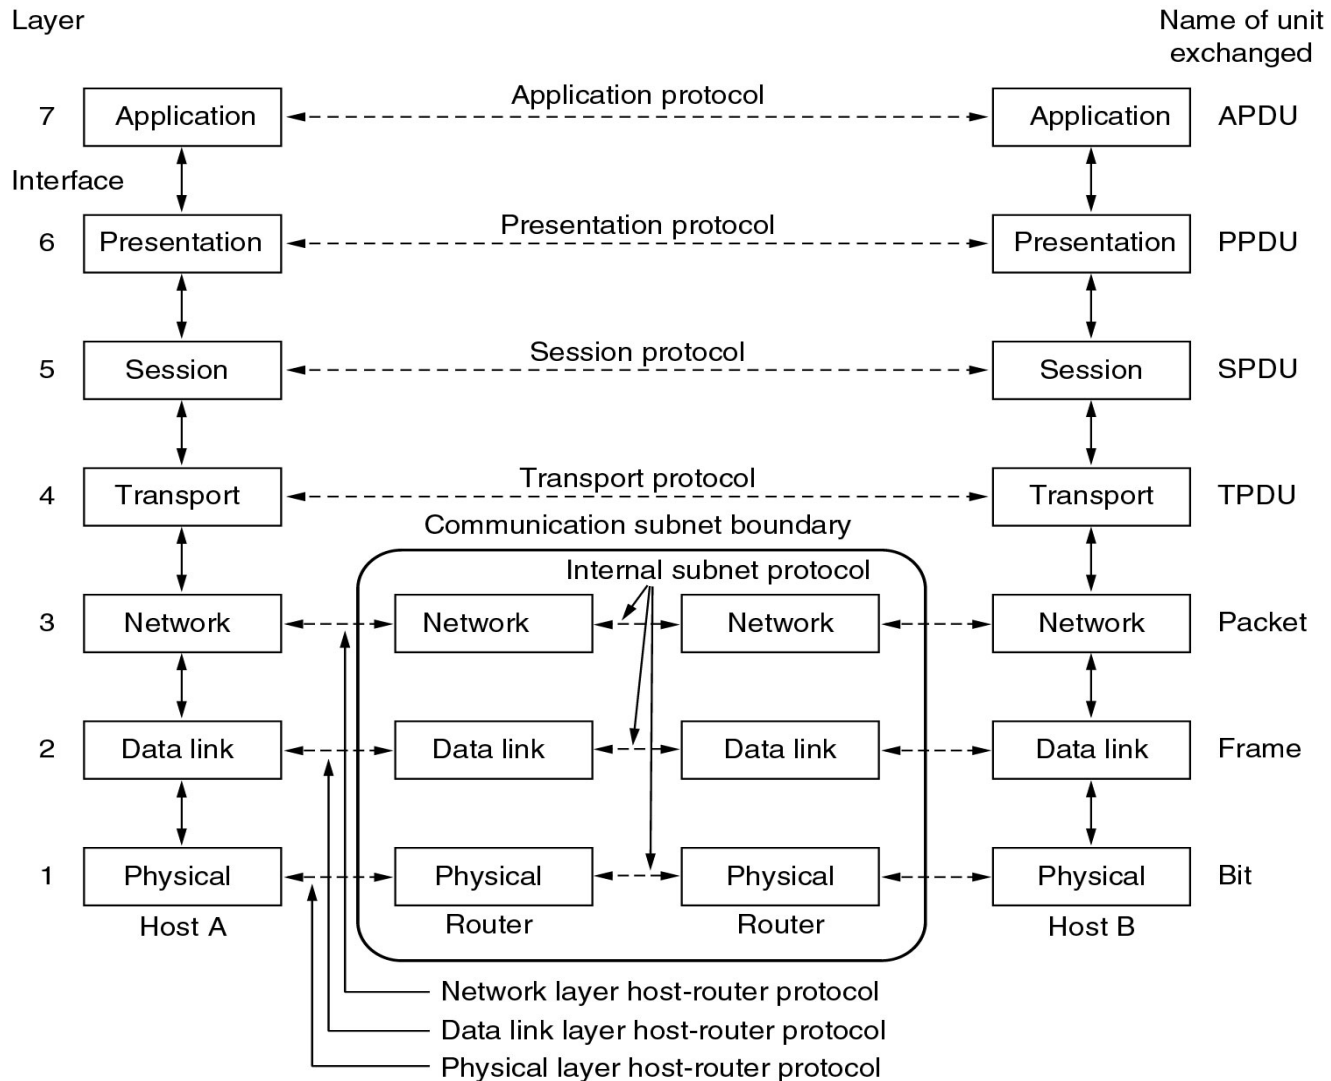 Layer
Name of unit
exchanged
Application protocol
7
Application
Application
APDU
Interface
Presentation protocol
6
Presentation
Presentation
PPDU
Session protocol
5
Session
Session
SPDU
Transport protocol
4
Transport
Transport
TPDU
Communication subnet boundary
Internal subnet protocol
3
Network
Network
Network
Network
Packet
2
Data link
Data link
Data link
Data link
Frame
1
Physical
Physical
Physical
Physical
Bit
Host A
Router
Router
Host B
Network layer host-router protocol
Data link layer host-router protocol
Physical layer host-router protocol